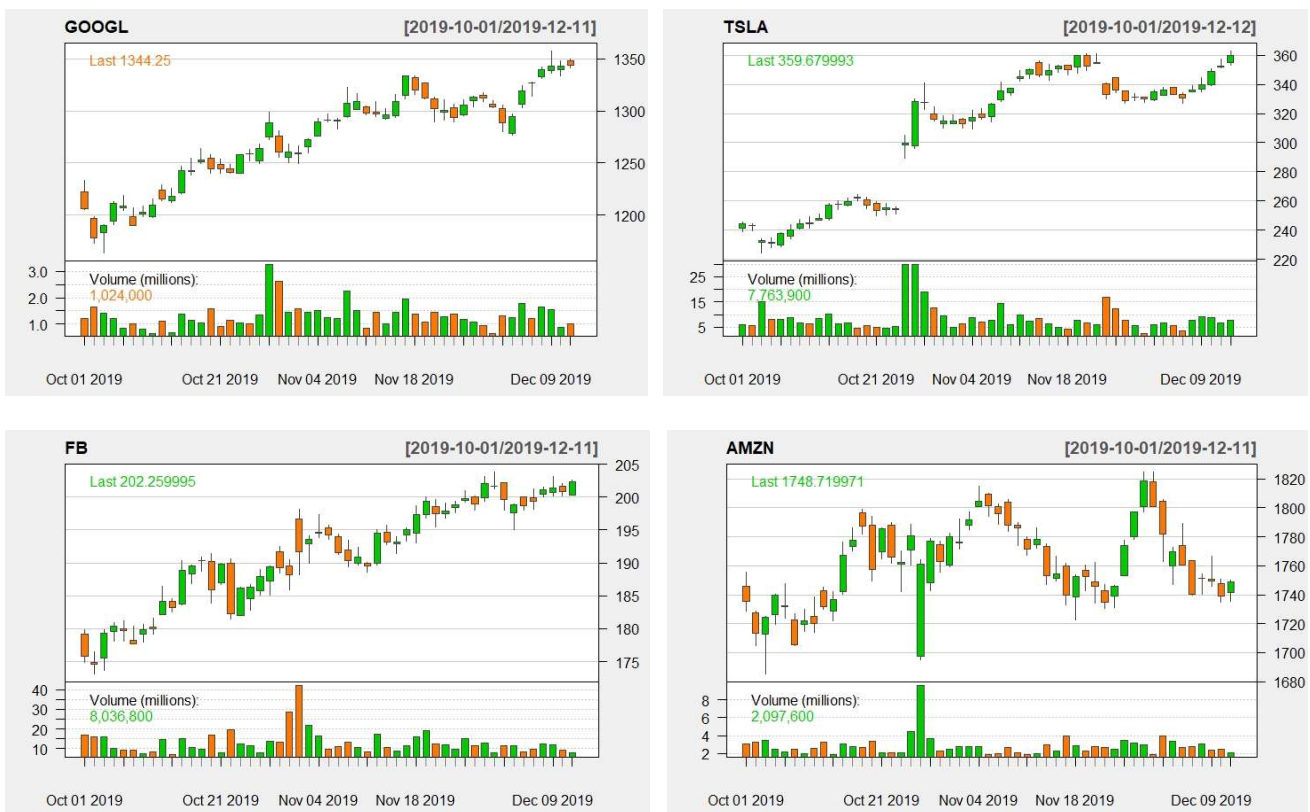 GOOGL [2019-10-01/2019-12-11]
Last 1344.25
1350
1300
1250
1200
Volume (millions):
1,024,000
3.0
2.0
1.0
Oct 01 2019 Oct 21 2019 Nov 04 2019 Nov 18 2019 Dec 09 2019
TSLA [2019-10-01/2019-12-12]
Last 359.679993
360
340
320
300
280
260
240
220
Volume (millions):
7,763,900
25
15
5
Oct 01 2019 Oct 21 2019 Nov 04 2019 Nov 18 2019 Dec 09 2019
FB [2019-10-01/2019-12-11]
Last 202.259995
205
200
195
190
185
180
175
Volume (millions):
8,036,800
40
30
20
10
Oct 01 2019 Oct 21 2019 Nov 04 2019 Nov 18 2019 Dec 09 2019
AMZN [2019-10-01/2019-12-11]
Last 1748.719971
1820
1800
1780
1760
1740
1720
1700
1680
Volume (millions):
2,097,600
8
6
4
2
Oct 01 2019 Oct 21 2019 Nov 04 2019 Nov 18 2019 Dec 09 2019